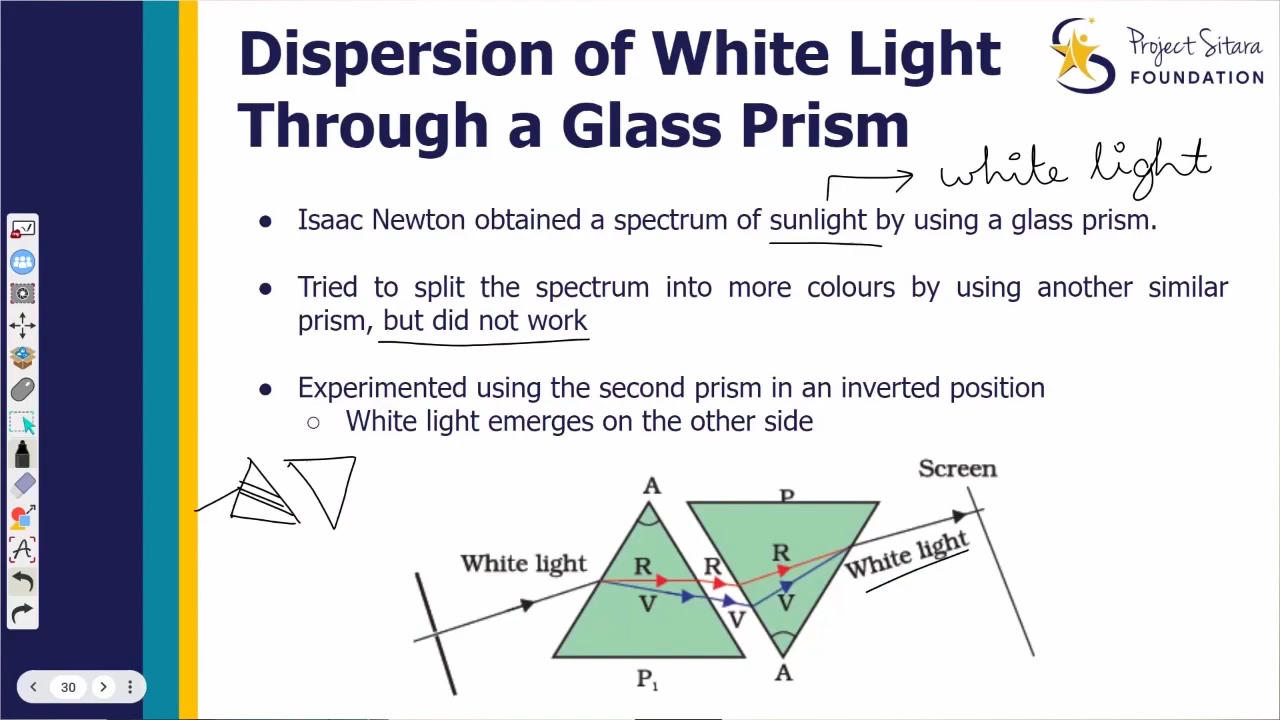 Dispersion of White Light
Through a Glass Prism
Project Sitara
FOUNDATION
white light
● Isaac Newton obtained a spectrum of sunlight by using a glass prism.
● Tried to split the spectrum into more colours by using another similar
prism, but did not work
● Experimented using the second prism in an inverted position
○ White light emerges on the other side
Screen
A
P
White light
R
R
R
White light
V
V
V
P₁
A
30